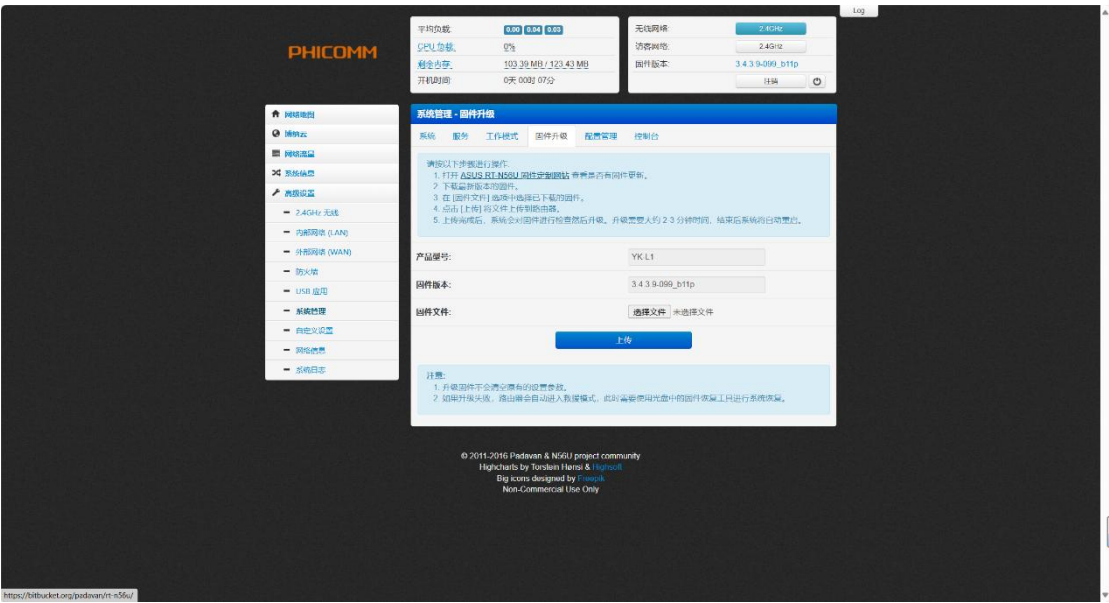 Log
PHICOMM
平均负载: 0.00 0.04 0.03
CPU 负载: 0%
剩余内存: 103.39 MB / 123.43 MB
开机时间: 0天 00时 07分
无线网络: 2.4GHz
访客网络: 2.4GHz
固件版本: 3.4.3.9-099_b11p
注销
网络地图
博纳云
网络流量
系统信息
高级设置
2.4GHz 无线
内部网络 (LAN)
外部网络 (WAN)
防火墙
USB 应用
系统管理
自定义设置
网络信息
系统日志
系统管理 - 固件升级
系统 服务 工作模式 固件升级 配置管理 控制台
请按以下步骤进行操作:
1. 打开 ASUS RT-N56U 固件定制网站 查看是否有固件更新。
2. 下载最新版本的固件。
3. 在 [固件文件] 选项中选择已下载的固件。
4. 点击 [上传] 将文件上传到路由器。
5. 上传完成后，系统会对固件进行检查然后升级。升级需要大约 2-3 分钟时间，结束后系统将自动重启。
产品型号: YK-L1
固件版本: 3.4.3.9-099_b11p
固件文件: 选择文件 未选择文件
上传
注意:
1. 升级固件不会清空原有的设置参数。
2. 如果升级失败，路由器会自动进入救援模式，此时需要使用光盘中的固件恢复工具进行系统恢复。
© 2011-2016 Padavan & N56U project community
Highcharts by Torstein Hønsi & Highsoft
Big icons designed by Freepik
Non-Commercial Use Only
https://bitbucket.org/padavan/rt-n56u/